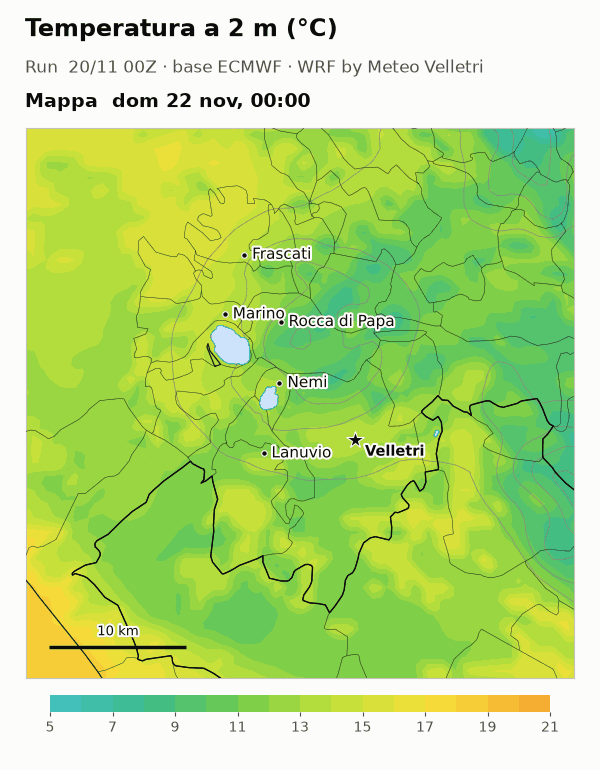 Temperatura a 2 m (°C)
Run  20/11 00Z · base ECMWF · WRF by Meteo Velletri
Mappa  dom 22 nov, 00:00
Frascati
Marino
Rocca di Papa
Nemi
Velletri
Lanuvio
10 km
5 7 9 11 13 15 17 19 21